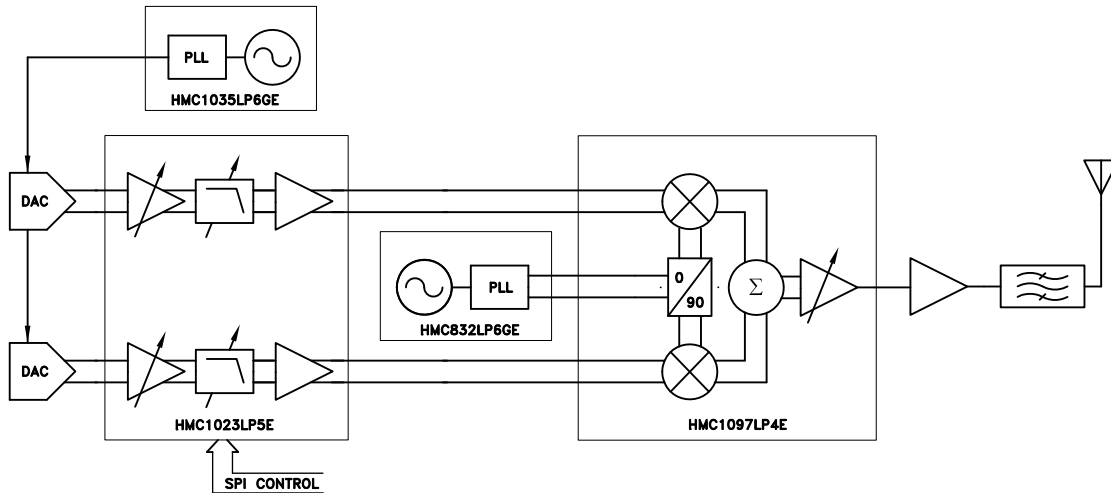 PLL
HMC1035LP6GE
DAC
0
90
Σ
PLL
HMC832LP6GE
DAC
HMC1023LP5E
HMC1097LP4E
SPI CONTROL